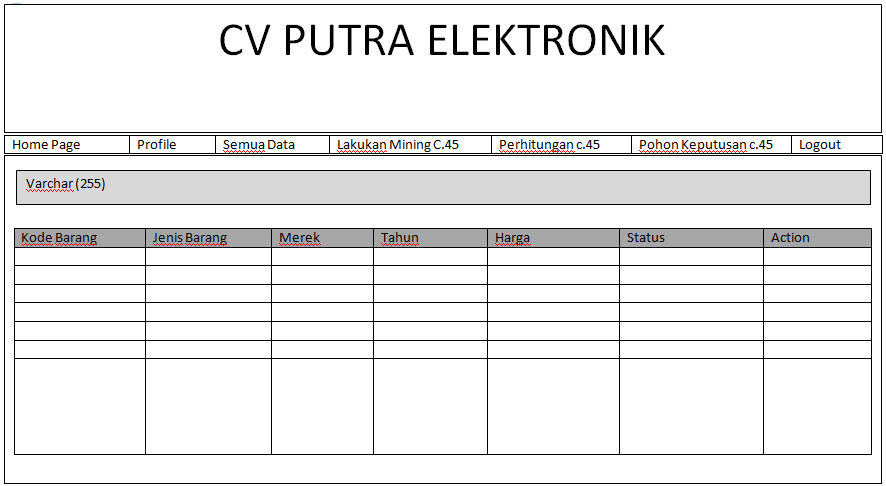 CV PUTRA ELEKTRONIK
Home Page Profile Semua Data Lakukan Mining C.45 Perhitungan c.45 Pohon Keputusan c.45 Logout
Varchar (255)
Kode Barang Jenis Barang Merek Tahun Harga Status Action